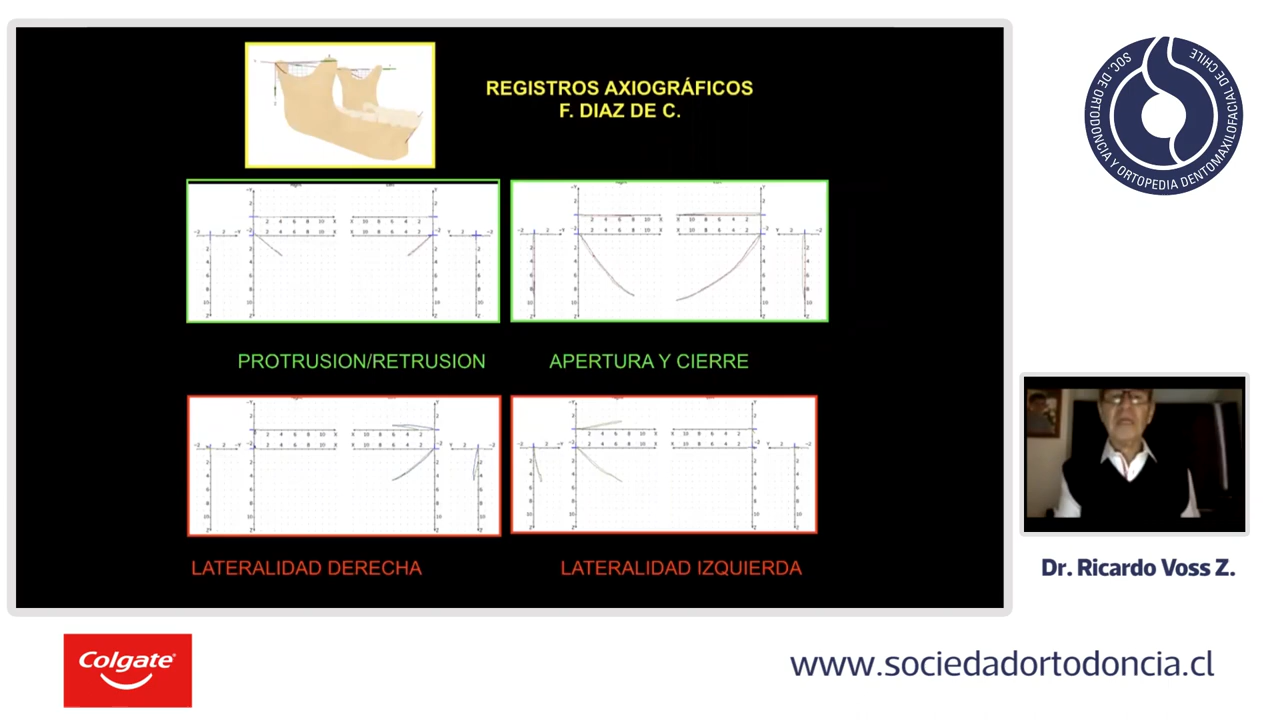 REGISTROS AXIOGRÁFICOS
F. DIAZ DE C.
PROTRUSION/RETRUSION
APERTURA Y CIERRE
LATERALIDAD DERECHA
LATERALIDAD IZQUIERDA
SOC. DE ORTODONCIA Y ORTOPEDIA DENTOMAXILOFACIAL DE CHILE
Dr. Ricardo Voss Z.
Colgate®
www.sociedadortodoncia.cl